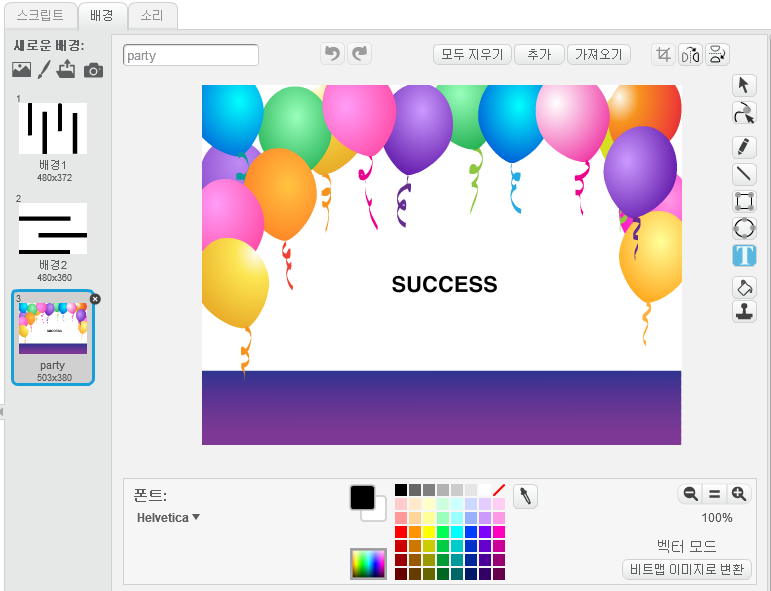 스크립트
배경
소리
새로운 배경:
party
모두 지우기
추가
가져오기
1
배경1
480x372
2
배경2
480x360
3
SUCCESS
party
503x380
SUCCESS
T
폰트:
Helvetica
100%
벡터 모드
비트맵 이미지로 변환